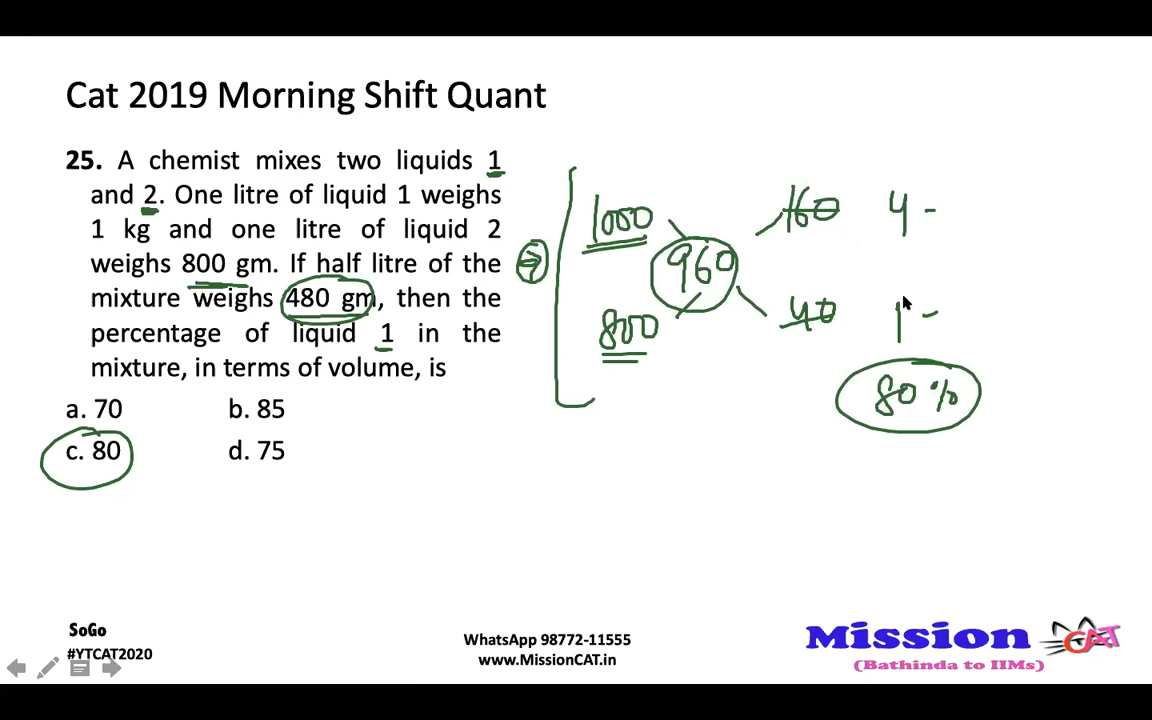 Cat 2019 Morning Shift Quant
25. A chemist mixes two liquids 1
and 2. One litre of liquid 1 weighs
1 kg and one litre of liquid 2
weighs 800 gm. If half litre of the
mixture weighs 480 gm, then the
percentage of liquid 1 in the
mixture, in terms of volume, is
a. 70 b. 85
c. 80 d. 75
1000 160 4 -
960
800 40 1 -
80 %
SoGo
#YTCAT2020
WhatsApp 98772-11555
www.MissionCAT.in
Mission CAT
(Bathinda to IIMs)